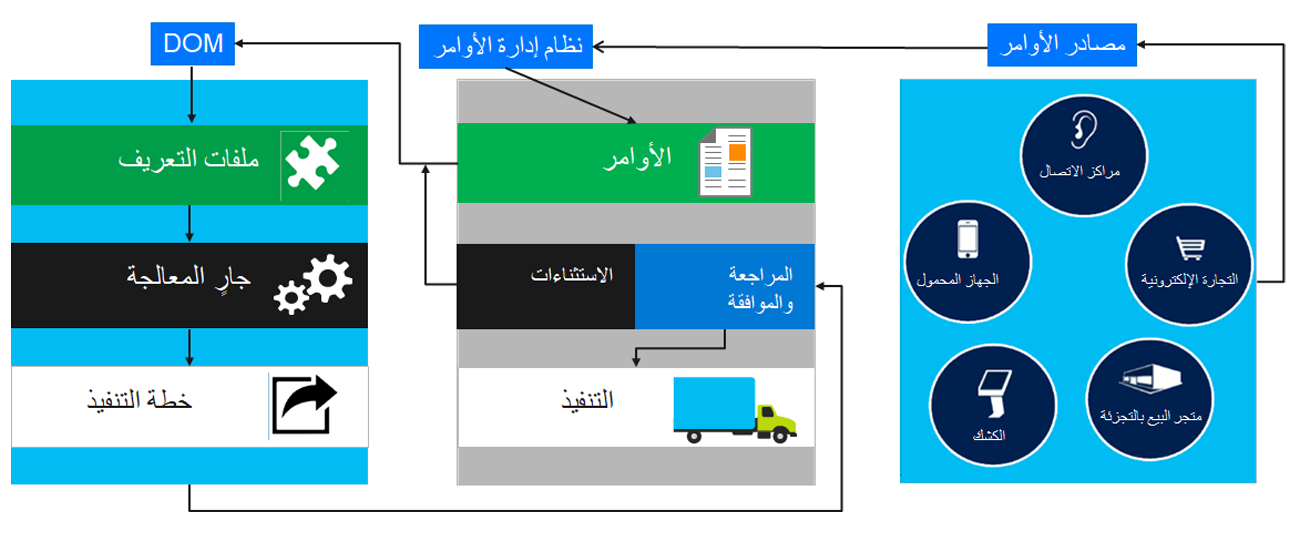 مصادر الأوامر
نظام إدارة الأوامر
DOM
مراكز الاتصال
الجهاز المحمول
التجارة الإلكترونية
الكشك
متجر البيع بالتجزئة
الأوامر
المراجعة
والموافقة
الاستثناءات
التنفيذ
ملفات التعريف
جارٍ المعالجة
خطة التنفيذ